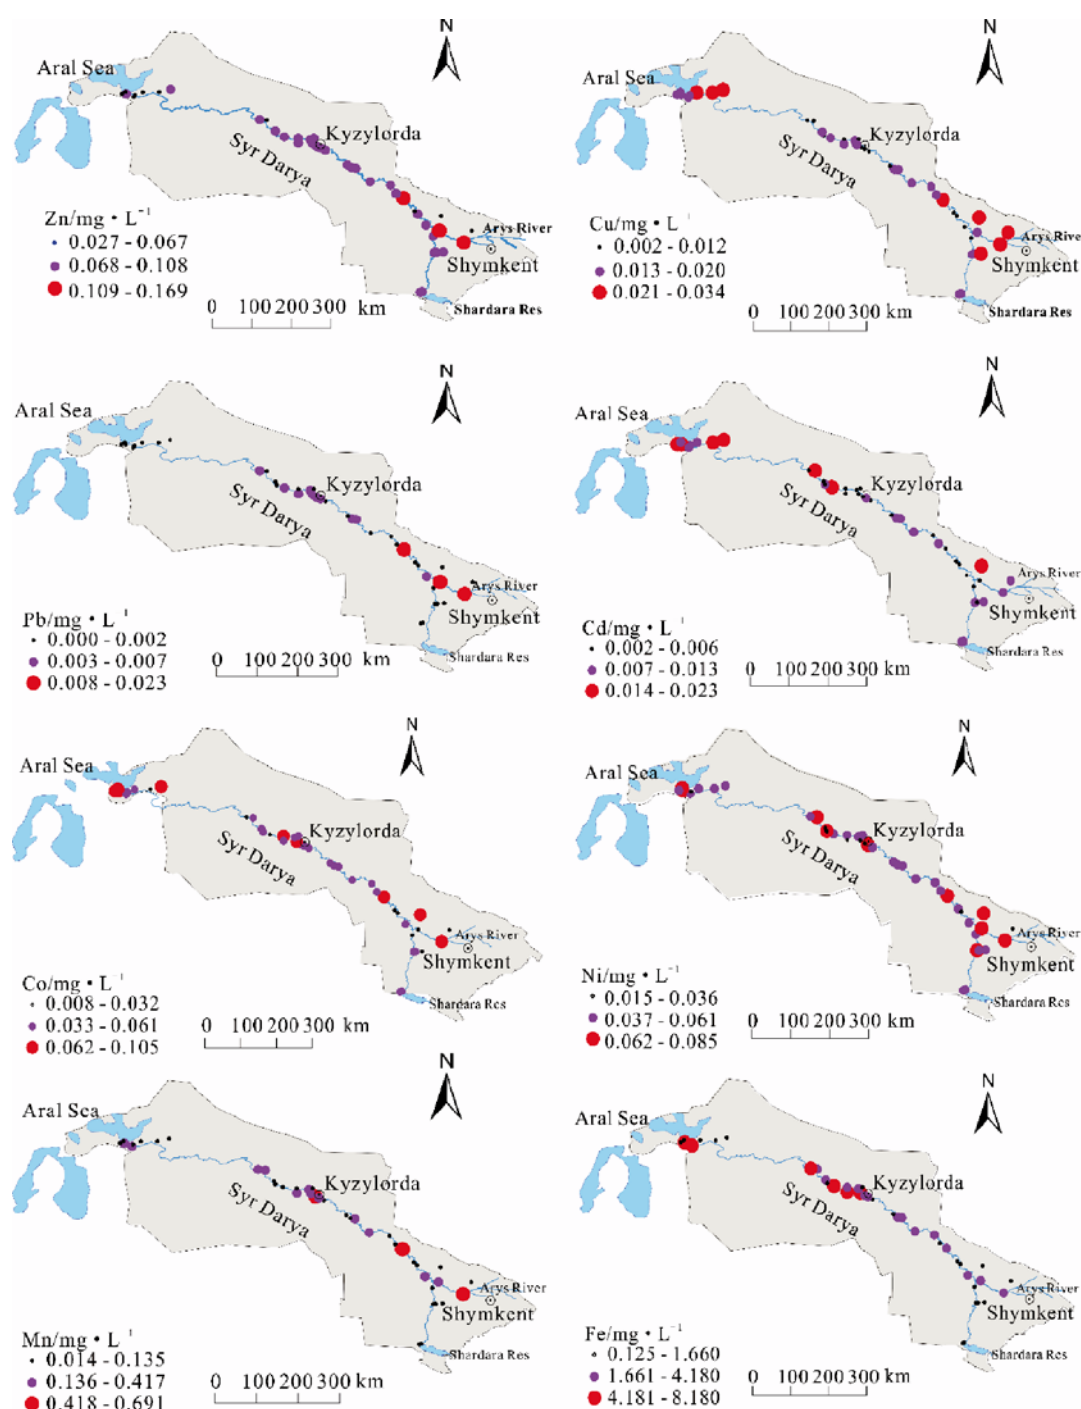 N
Aral Sea
Kyzylorda
Syr Darya
Zn/mg · L⁻¹
0.027 - 0.067
0.068 - 0.108
0.109 - 0.169
Arys River
Shymkent
Shardara Res
0 100 200 300 km
N
Aral Sea
Kyzylorda
Syr Darya
Cu/mg · L⁻¹
0.002 - 0.012
0.013 - 0.020
0.021 - 0.034
Arys River
Shymkent
Shardara Res
0 100 200 300 km
N
Aral Sea
Kyzylorda
Syr Darya
Pb/mg · L⁻¹
0.000 - 0.002
0.003 - 0.007
0.008 - 0.023
Arys River
Shymkent
Shardara Res
0 100 200 300 km
N
Aral Sea
Kyzylorda
Syr Darya
Cd/mg · L⁻¹
0.002 - 0.006
0.007 - 0.013
0.014 - 0.023
Arys River
Shymkent
Shardara Res
0 100 200 300 km
N
Aral Sea
Kyzylorda
Syr Darya
Co/mg · L⁻¹
0.008 - 0.032
0.033 - 0.061
0.062 - 0.105
Arys River
Shymkent
Shardara Res
0 100 200 300 km
N
Aral Sea
Kyzylorda
Syr Darya
Ni/mg · L⁻¹
0.015 - 0.036
0.037 - 0.061
0.062 - 0.085
Arys River
Shymkent
Shardara Res
0 100 200 300 km
N
Aral Sea
Kyzylorda
Syr Darya
Mn/mg · L⁻¹
0.014 - 0.135
0.136 - 0.417
0.418 - 0.691
Arys River
Shymkent
Shardara Res
0 100 200 300 km
N
Aral Sea
Kyzylorda
Syr Darya
Fe/mg · L⁻¹
0.125 - 1.660
1.661 - 4.180
4.181 - 8.180
Arys River
Shymkent
Shardara Res
0 100 200 300 km